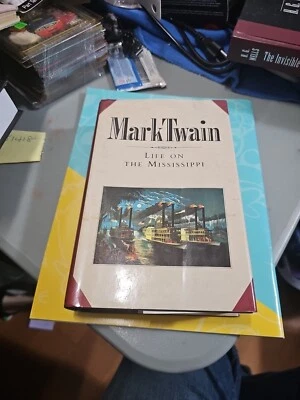 Mark Twain
LIFE ON
THE MISSISSIPPI
The Invisible